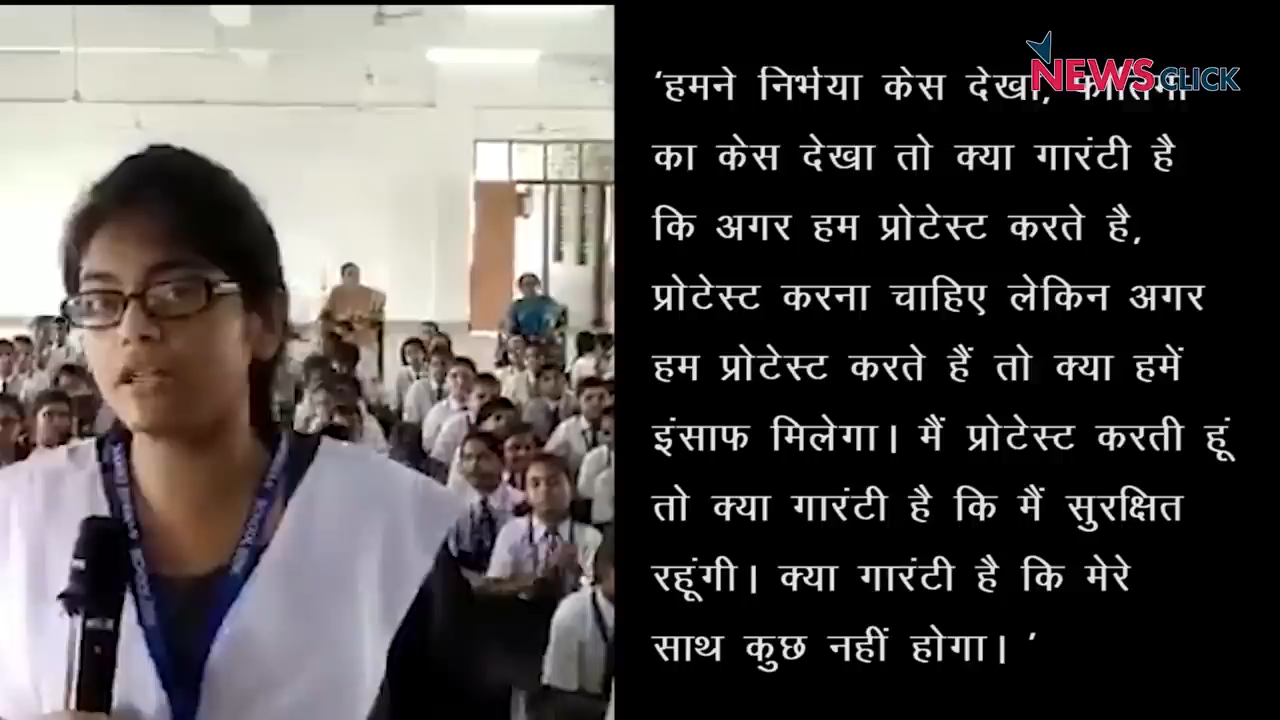 NEWSCLICK
‘हमने निर्भया केस देखा,
का केस देखा तो क्या गारंटी है
कि अगर हम प्रोटेस्ट करते है,
प्रोटेस्ट करना चाहिए लेकिन अगर
हम प्रोटेस्ट करते हैं तो क्या हमें
इंसाफ मिलेगा। मैं प्रोटेस्ट करती हूं
तो क्या गारंटी है कि मैं सुरक्षित
रहूंगी। क्या गारंटी है कि मेरे
साथ कुछ नहीं होगा। ’